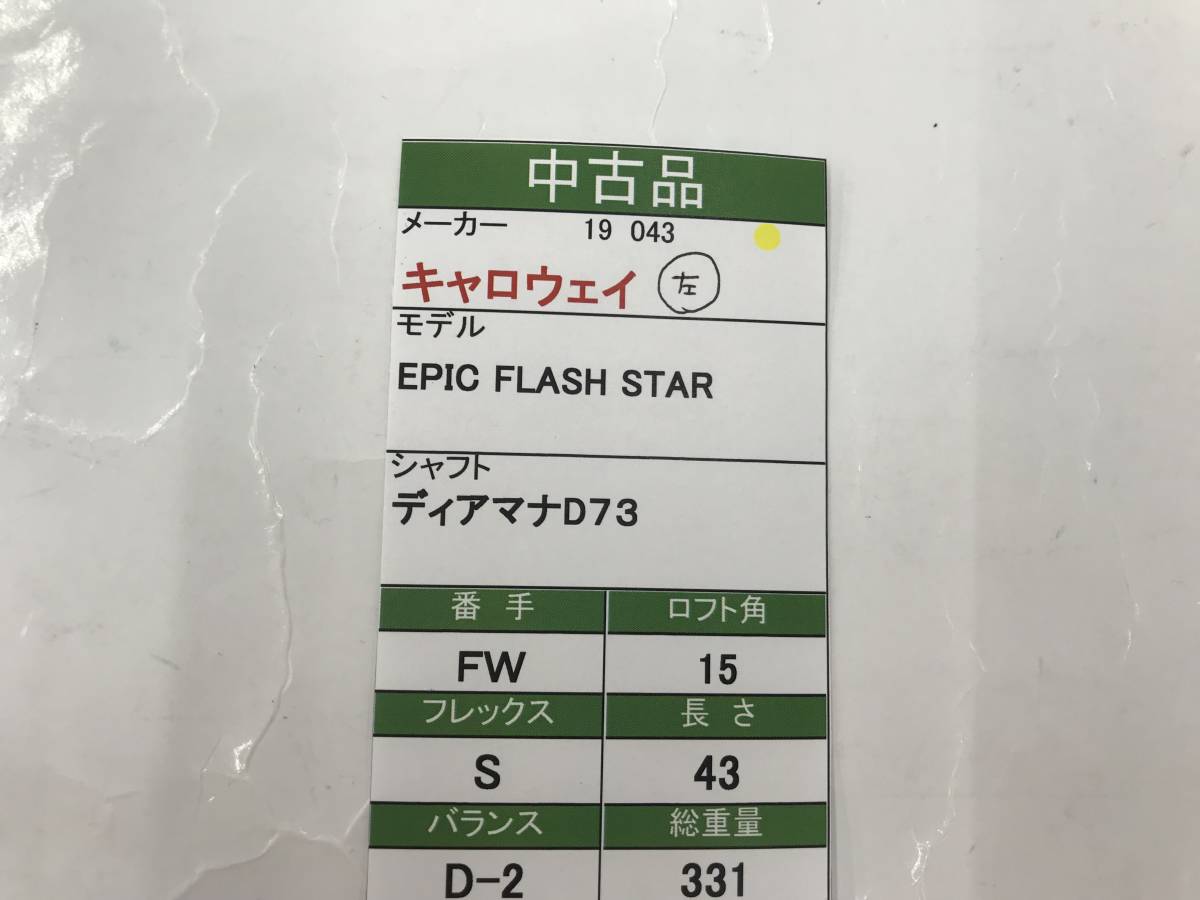 中古品
メーカー 19 043
キャロウェイ 左
モデル
EPIC FLASH STAR
シャフト
ディアマナD73
番手 ロフト角
FW 15
フレックス 長さ
S 43
バランス 総重量
D-2 331